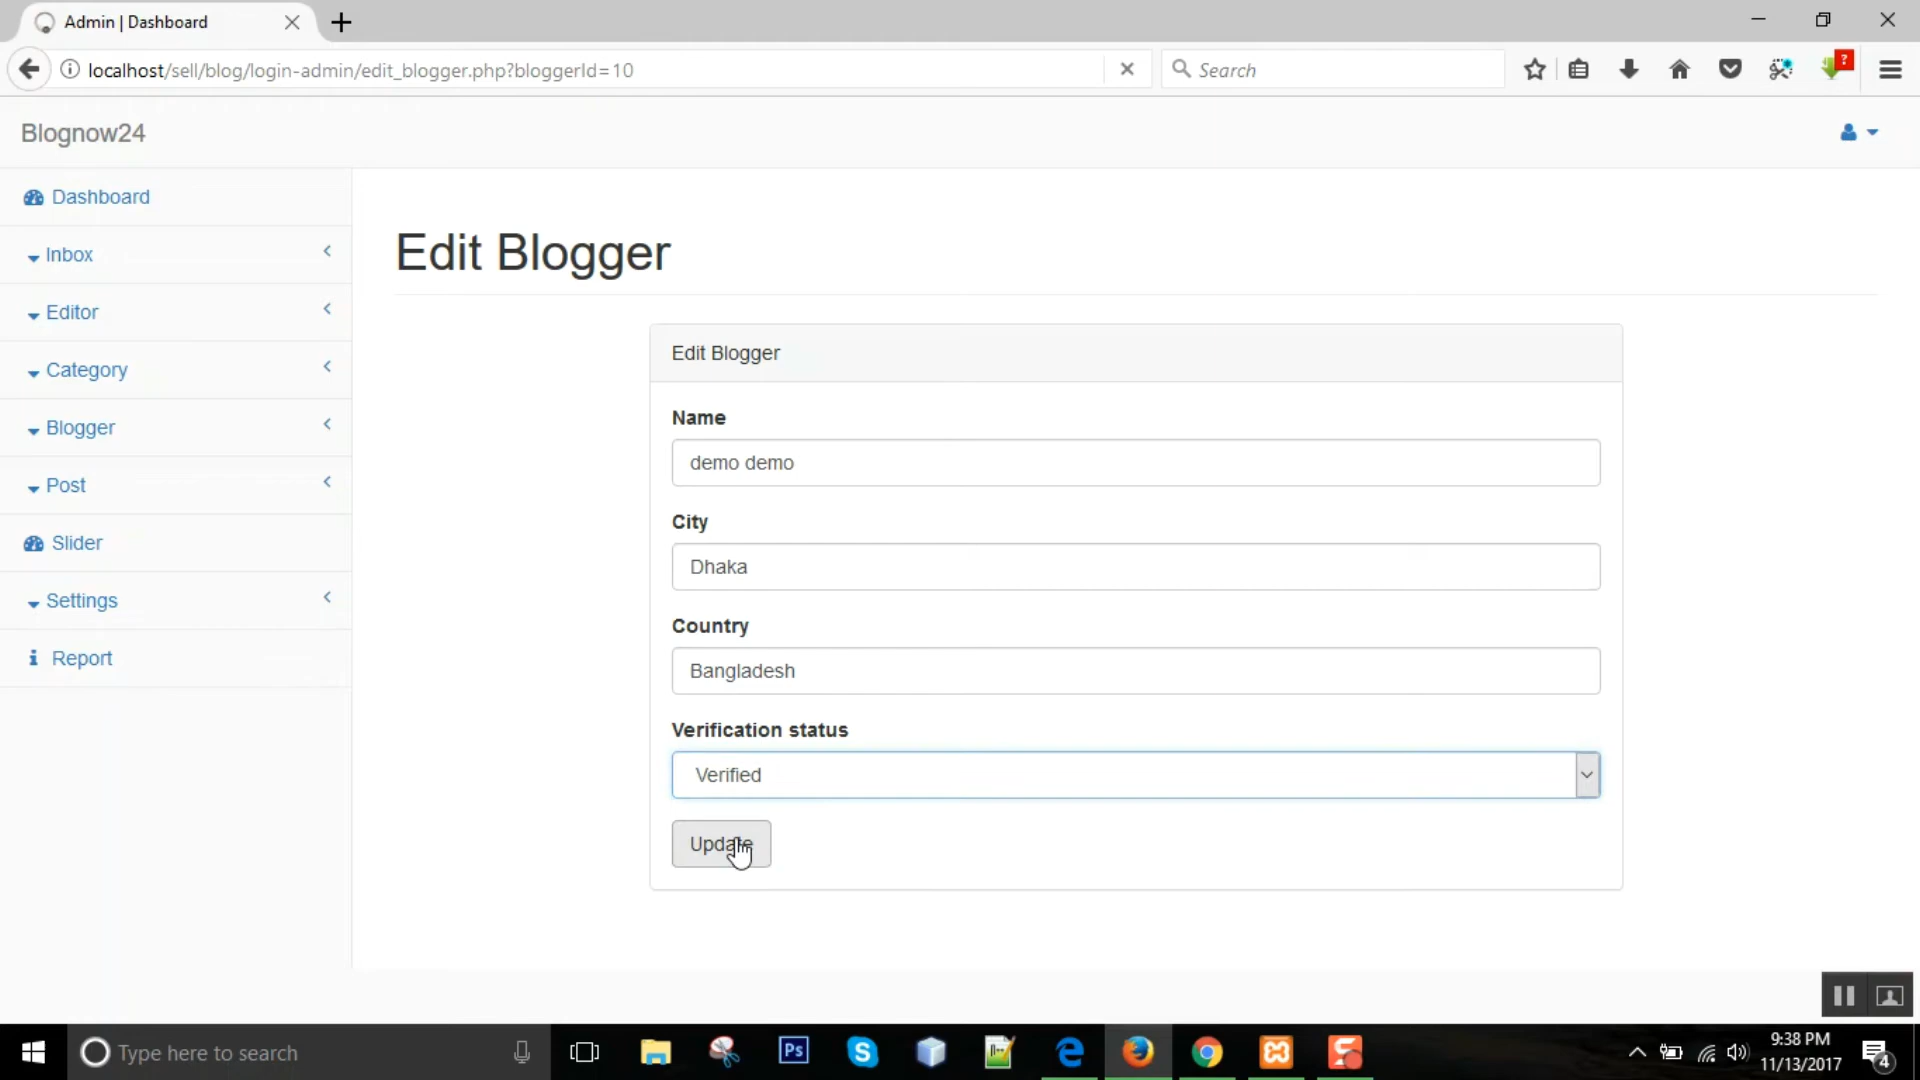 Admin | Dashboard
localhost/sell/blog/login-admin/edit_blogger.php?bloggerId=10
Search
?
Blognow24
Dashboard
Inbox
Editor
Category
Blogger
Post
Slider
Settings
Report
Edit Blogger
Edit Blogger
Name
demo demo
City
Dhaka
Country
Bangladesh
Verification status
Verified
Update
Type here to search
Ps
9:38 PM
11/13/2017
4